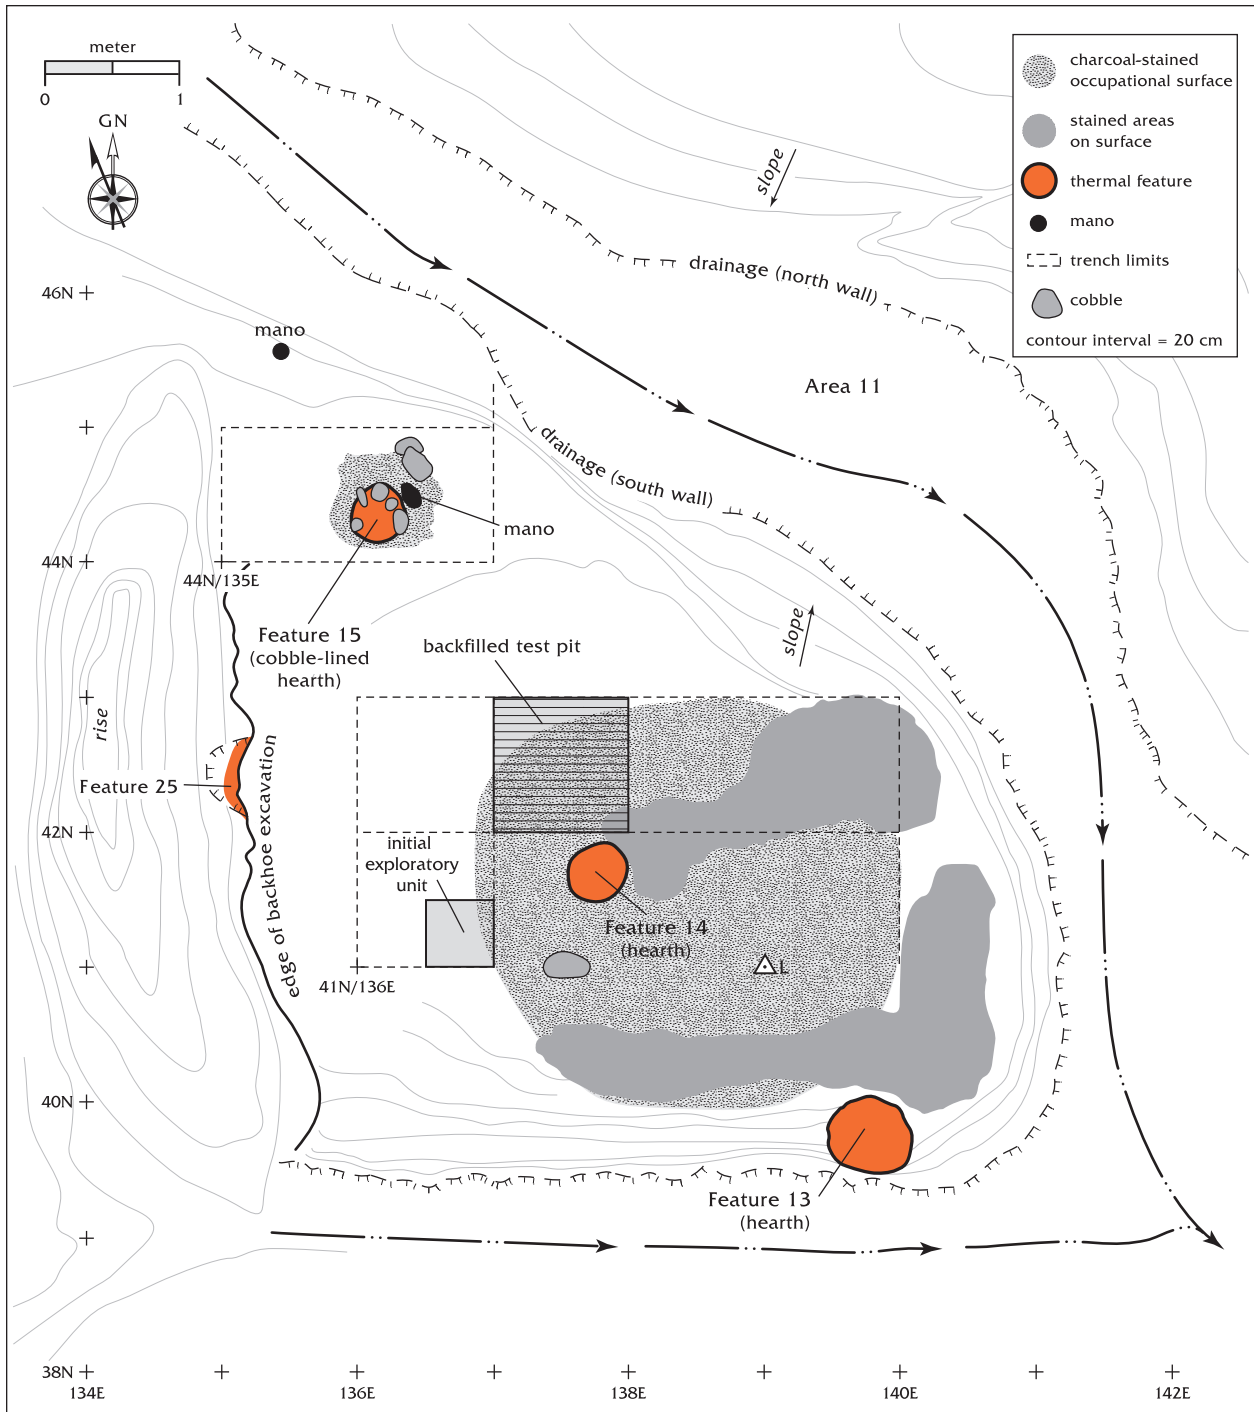 meter
0 1
GN
charcoal-stained
occupational surface
stained areas
on surface
thermal feature
mano
trench limits
cobble
contour interval = 20 cm
slope
drainage (north wall)
46N
mano
Area 11
drainage (south wall)
mano
44N
44N/135E
Feature 15
(cobble-lined
hearth)
backfilled test pit
slope
rise
Feature 25
edge of backhoe excavation
42N
initial
exploratory
unit
Feature 14
(hearth)
L
41N/136E
40N
Feature 13
(hearth)
38N
134E 136E 138E 140E 142E